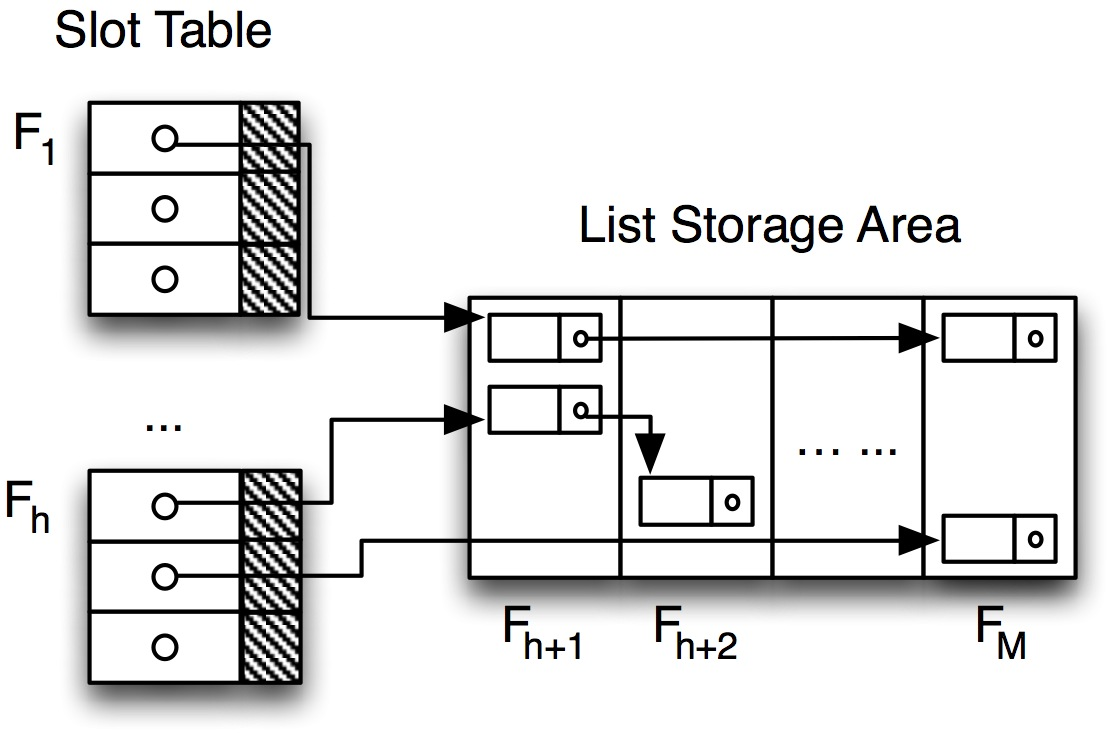 Slot Table
F1
List Storage Area
...
... ...
Fh
Fh+1 Fh+2 FM